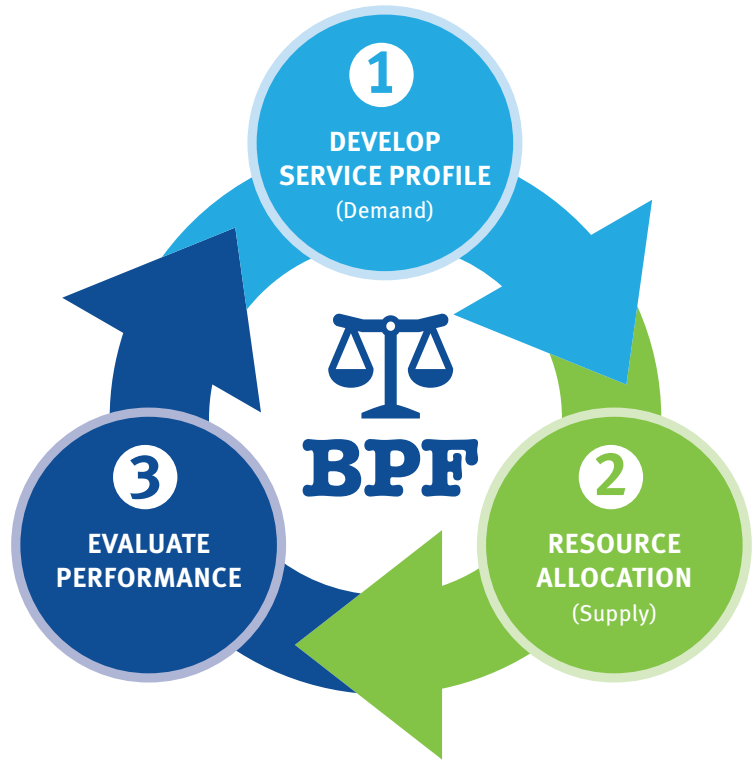 1
DEVELOP
SERVICE PROFILE
(Demand)
BPF
2
RESOURCE
ALLOCATION
(Supply)
3
EVALUATE
PERFORMANCE